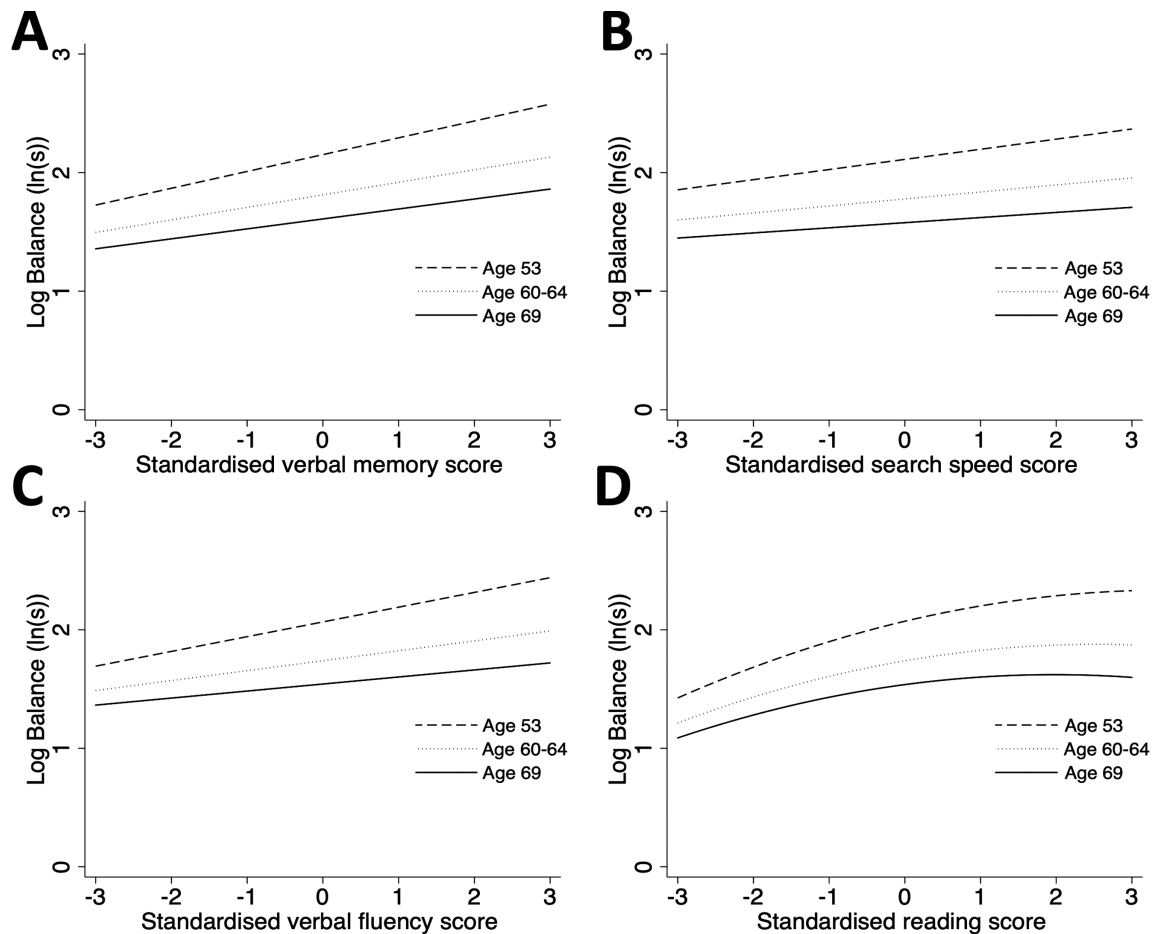 A
3
2
1
0
Log Balance (ln(s))
Age 53
Age 60-64
Age 69
-3 -2 -1 0 1 2 3
Standardised verbal memory score
B
3
2
1
0
Log Balance (ln(s))
Age 53
Age 60-64
Age 69
-3 -2 -1 0 1 2 3
Standardised search speed score
C
3
2
1
0
Log Balance (ln(s))
Age 53
Age 60-64
Age 69
-3 -2 -1 0 1 2 3
Standardised verbal fluency score
D
3
2
1
0
Log Balance (ln(s))
Age 53
Age 60-64
Age 69
-3 -2 -1 0 1 2 3
Standardised reading score